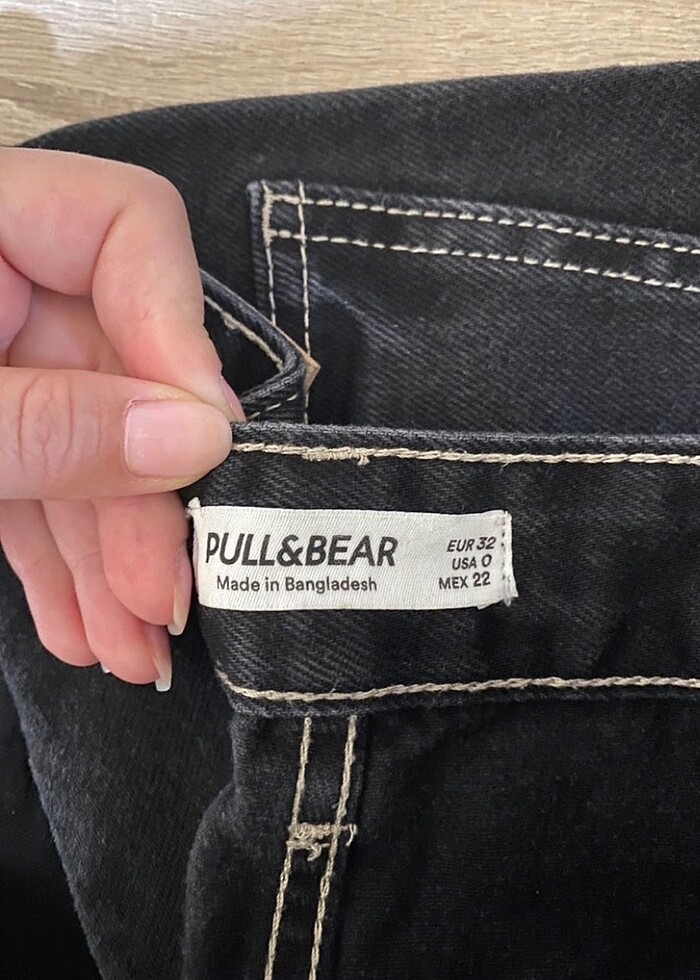 PULL&BEAR
Made in Bangladesh
EUR 32
USA 0
MEX 22